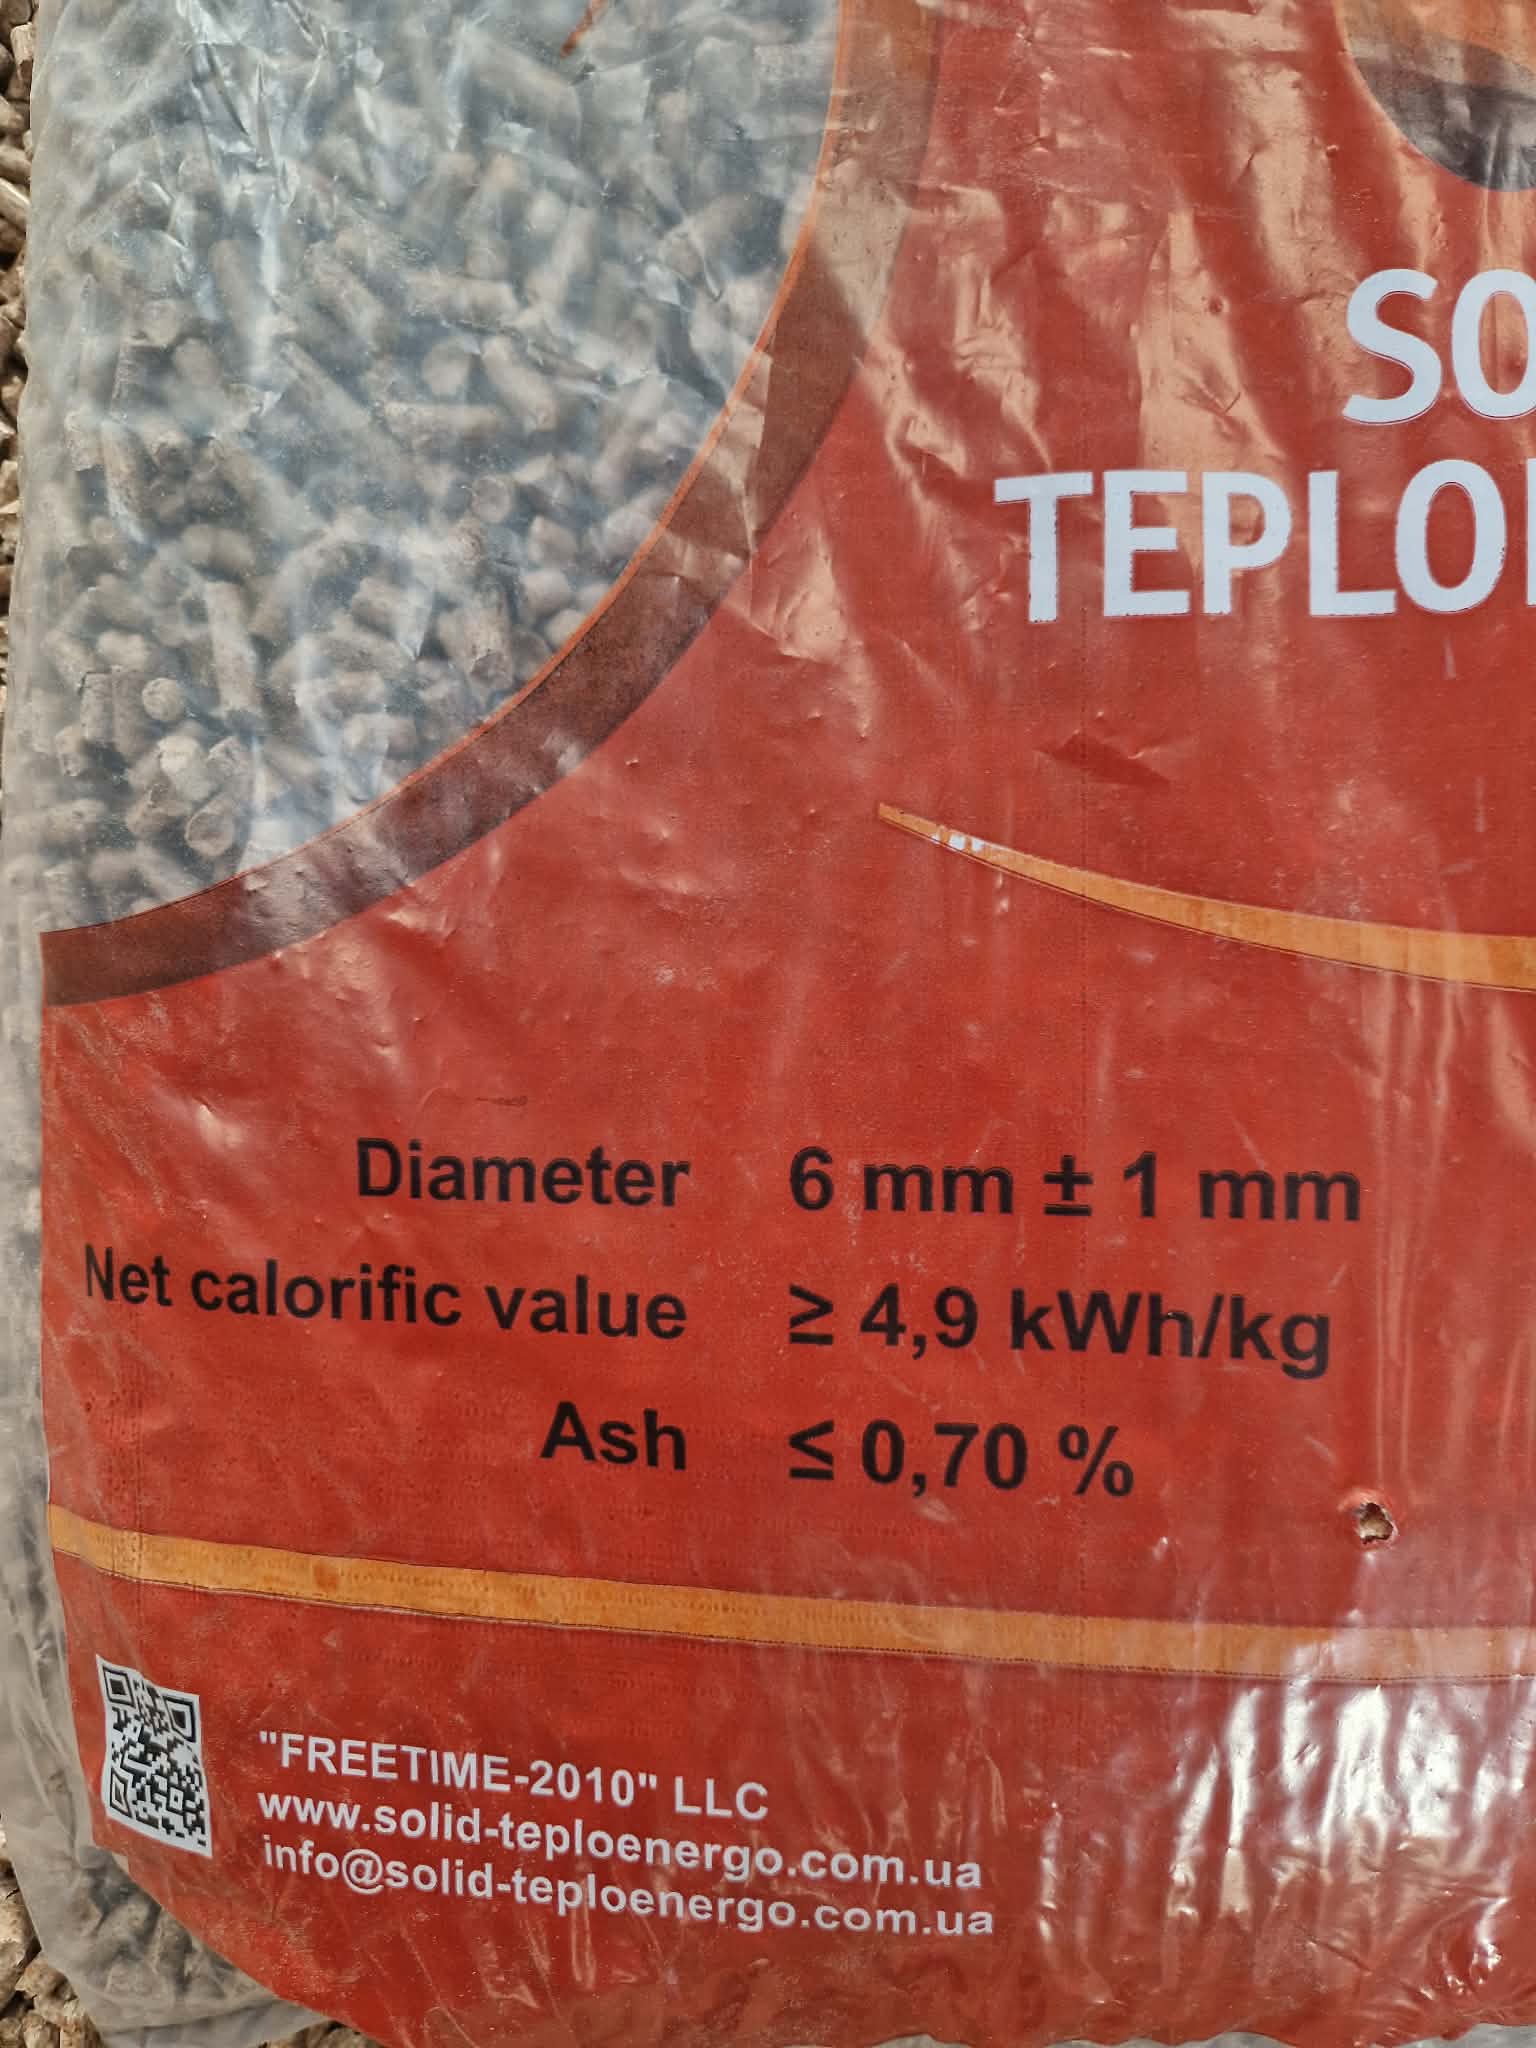 SO
TEPLO
Diameter 6 mm ± 1 mm
Net calorific value ≥ 4,9 kWh/kg
Ash ≤ 0,70 %
"FREETIME-2010" LLC
www.solid-teploenergo.com.ua
info@solid-teploenergo.com.ua